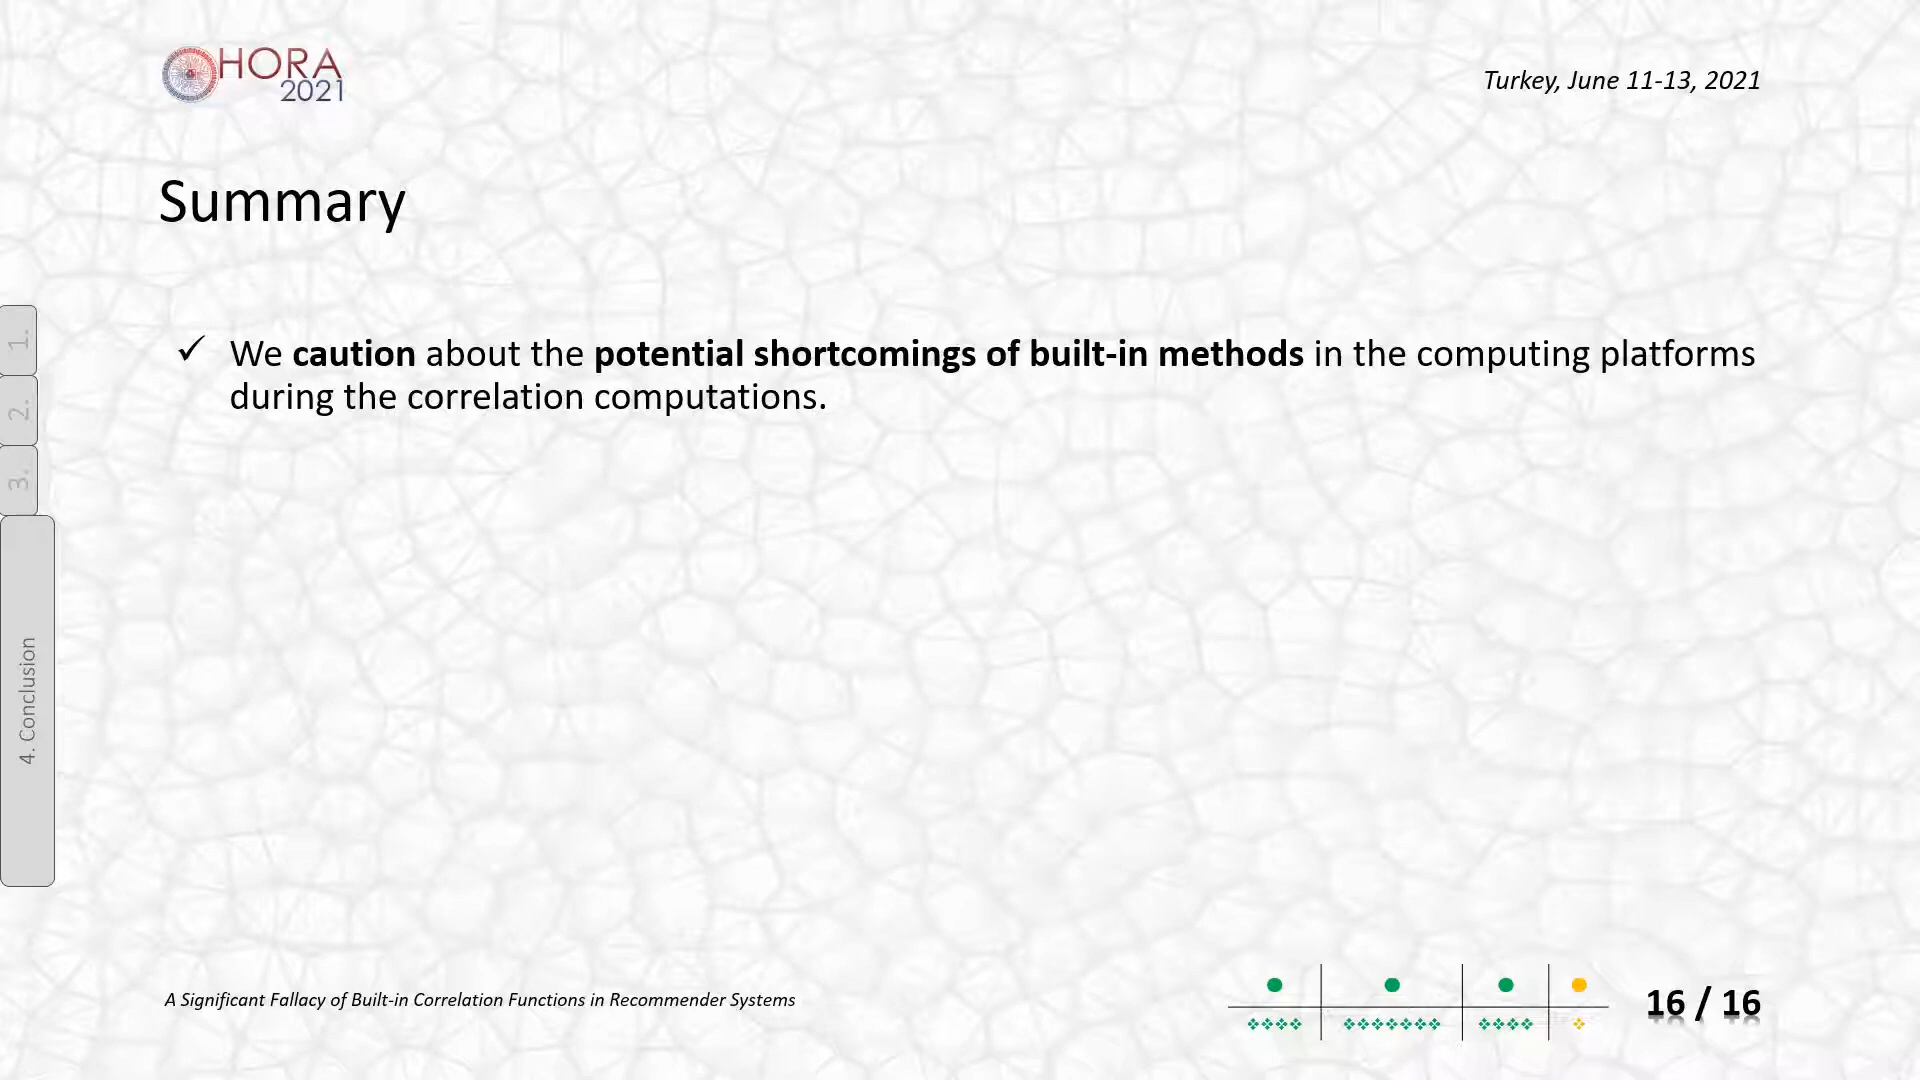 HORA
2021
Turkey, June 11-13, 2021
Summary
✓ We caution about the potential shortcomings of built-in methods in the computing platforms
during the correlation computations.
1.
2.
3.
4. Conclusion
A Significant Fallacy of Built-in Correlation Functions in Recommender Systems
16 / 16